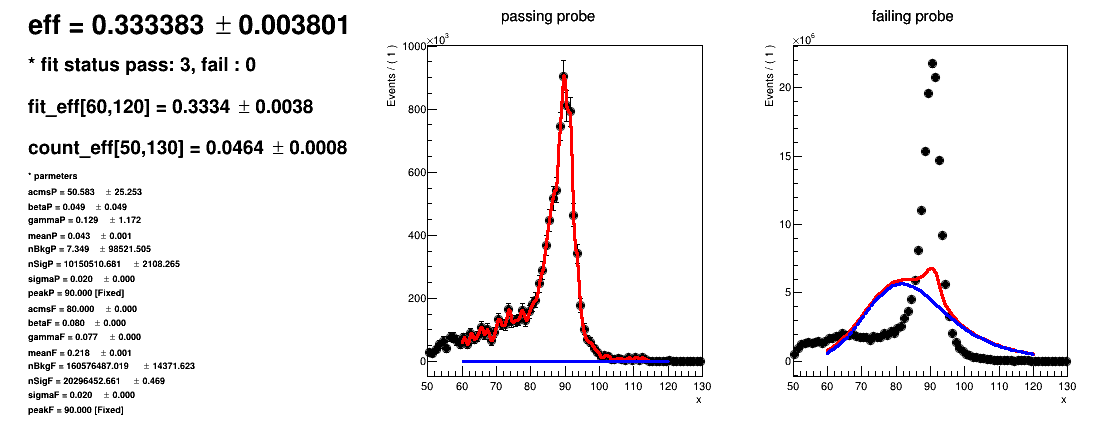 eff = 0.333383 ± 0.003801
* fit status pass: 3, fail : 0
fit_eff[60,120] = 0.3334 ± 0.0038
count_eff[50,130] = 0.0464 ± 0.0008
* parmeters
acmsP = 50.583 ± 25.253
betaP = 0.049 ± 0.049
gammaP = 0.129 ± 1.172
meanP = 0.043 ± 0.001
nBkgP = 7.349 ± 98521.505
nSigP = 10150510.681 ± 2108.265
sigmaP = 0.020 ± 0.000
peakP = 90.000 [Fixed]
acmsF = 80.000 ± 0.000
betaF = 0.080 ± 0.000
gammaF = 0.077 ± 0.000
meanF = 0.218 ± 0.001
nBkgF = 160576487.019 ± 14371.623
nSigF = 20296452.661 ± 0.469
sigmaF = 0.020 ± 0.000
peakF = 90.000 [Fixed]
passing probe
×10³
Events / ( 1 )
1000
800
600
400
200
0
50 60 70 80 90 100 110 120 130
x
failing probe
×10⁶
Events / ( 1 )
20
15
10
5
0
50 60 70 80 90 100 110 120 130
x